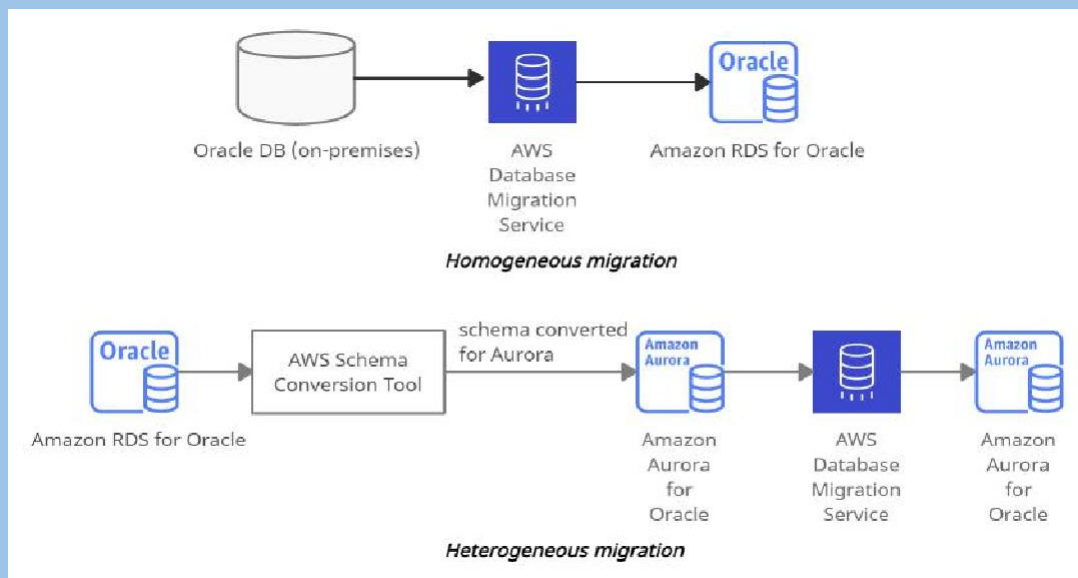 Oracle
Oracle DB (on-premises)
AWS
Database
Migration
Service
Amazon RDS for Oracle
Homogeneous migration
Oracle
Amazon RDS for Oracle
AWS Schema
Conversion Tool
schema converted
for Aurora
Amazon
Aurora
Amazon
Aurora
for
Oracle
AWS
Database
Migration
Service
Amazon
Aurora
Amazon
Aurora
for
Oracle
Heterogeneous migration